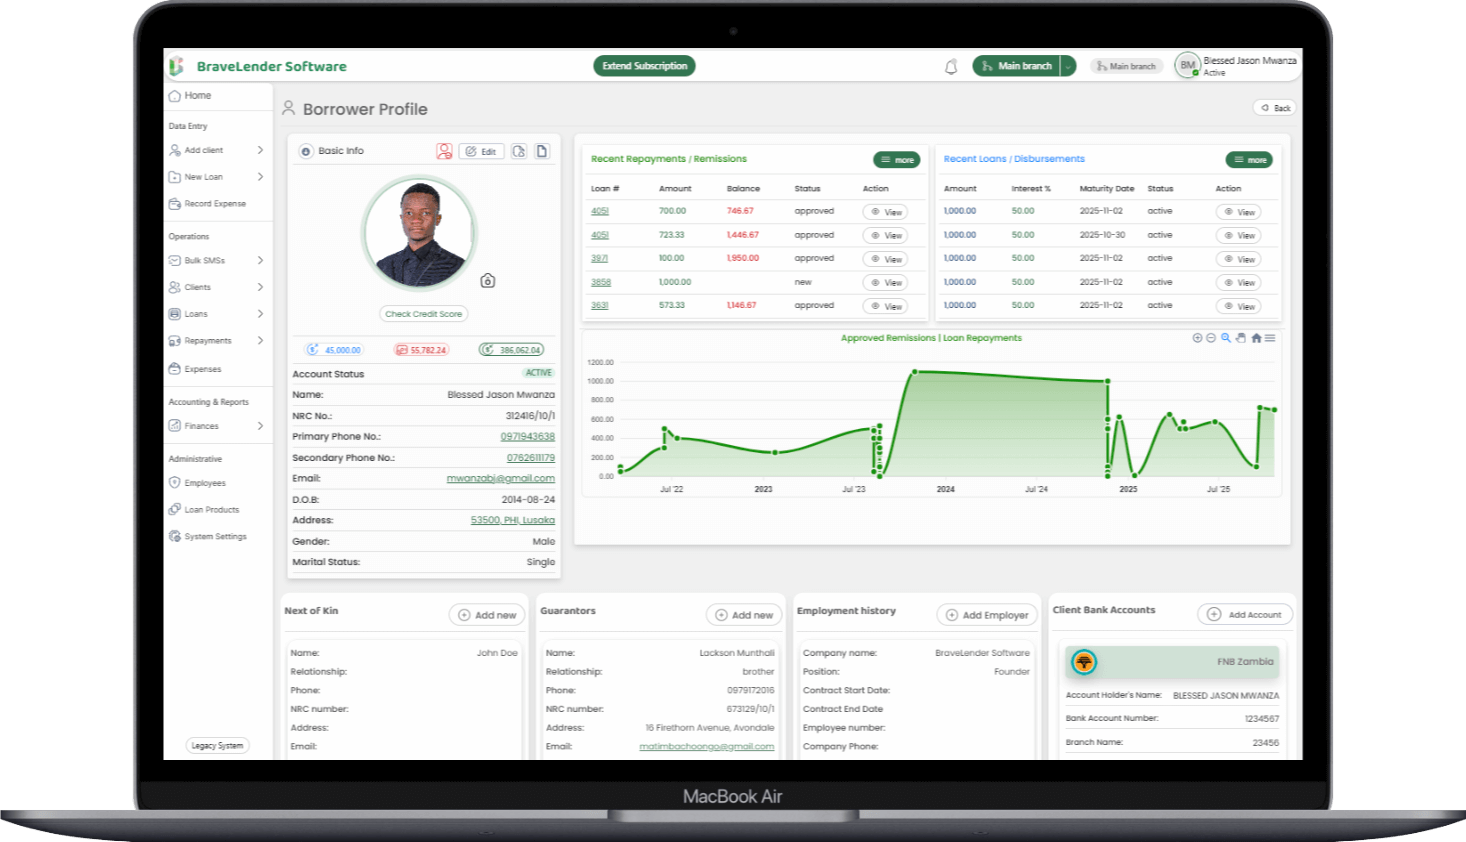 BraveLender Software
Extend Subscription
Main branch
Main branch
BM
Blessed Jason Mwanza
Active
Home
Data Entry
Add client
New Loan
Record Expense
Operations
Bulk SMSs
Clients
Loans
Repayments
Expenses
Accounting & Reports
Finances
Administrative
Employees
Loan Products
System Settings
Legacy System
Borrower Profile
Back
Basic Info
Edit
Check Credit Score
45,000.00 55,782.24 386,062.04
Account Status ACTIVE
Name: Blessed Jason Mwanza
NRC No.: 312416/10/1
Primary Phone No.: 0971943638
Secondary Phone No.: 0762611179
Email: mwanzabj@gmail.com
D.O.B: 2014-08-24
Address: 53500, PHI, Lusaka
Gender: Male
Marital Status: Single
Recent Repayments / Remissions more
Loan # Amount Balance Status Action
4051 700.00 746.67 approved View
4051 723.33 1,446.67 approved View
3971 100.00 1,950.00 approved View
3858 1,000.00 new View
3631 573.33 1,146.67 approved View
Recent Loans / Disbursements more
Amount Interest % Maturity Date Status Action
1,000.00 50.00 2025-11-02 active View
1,000.00 50.00 2025-10-30 active View
1,000.00 50.00 2025-11-02 active View
1,000.00 50.00 2025-11-02 active View
1,000.00 50.00 2025-11-02 active View
Approved Remissions | Loan Repayments
1200.00
1000.00
800.00
600.00
400.00
200.00
0.00
Jul '22 2023 Jul '23 2024 Jul '24 2025 Jul '25
Next of Kin Add new
Name: John Doe
Relationship:
Phone:
NRC number:
Address:
Email:
Guarantors Add new
Name: Lackson Munthali
Relationship: brother
Phone: 0979172016
NRC number: 673129/10/1
Address: 16 Firethorn Avenue, Avondale
Email: matimbachoongo@gmail.com
Employment history Add Employer
Company name: BraveLender Software
Position: Founder
Contract Start Date:
Contract End Date
Employee number:
Company Phone:
Client Bank Accounts Add Account
FNB Zambia
Account Holder's Name: BLESSED JASON MWANZA
Bank Account Number: 1234567
Branch Name: 23456
MacBook Air